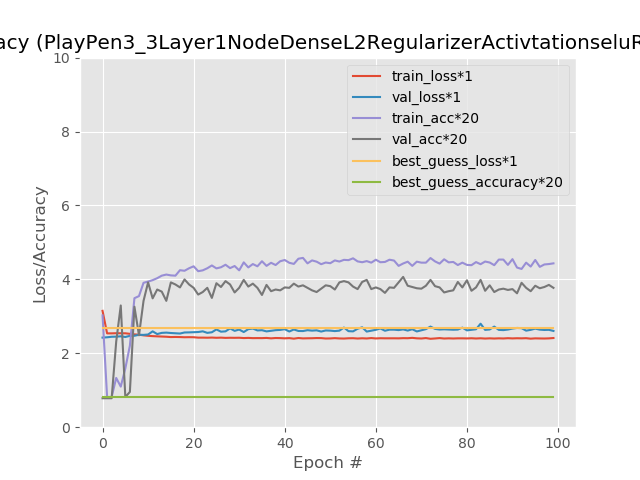 acy (PlayPen3_3Layer1NodeDenseL2RegularizerActivtationseluR
10
8
6
4
2
0
Loss/Accuracy
train_loss*1
val_loss*1
train_acc*20
val_acc*20
best_guess_loss*1
best_guess_accuracy*20
0 20 40 60 80 100
Epoch #